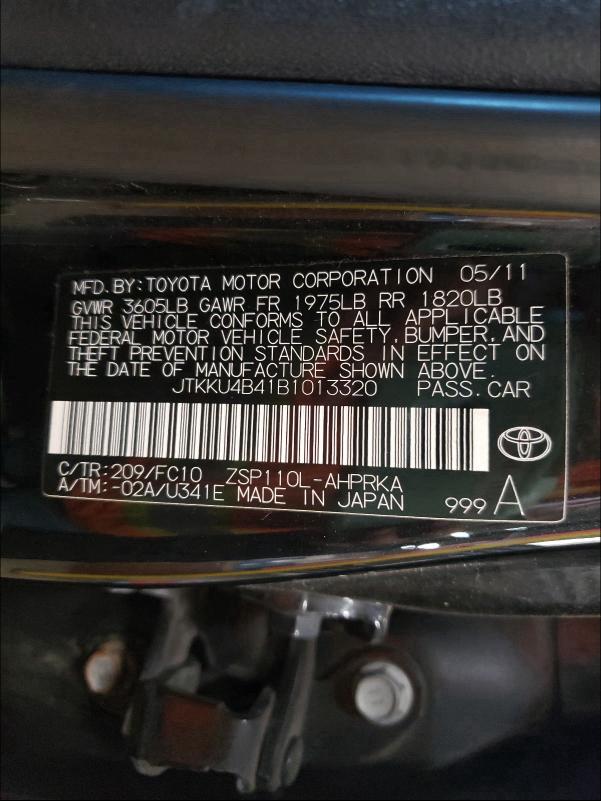 MFD.BY:TOYOTA MOTOR CORPORATION 05/11
GVWR 3605LB GAWR FR 1975LB RR 1820LB
THIS VEHICLE CONFORMS TO ALL APPLICABLE
FEDERAL MOTOR VEHICLE SAFETY,BUMPER,AND
THEFT PREVENTION STANDARDS IN EFFECT ON
THE DATE OF MANUFACTURE SHOWN ABOVE.
JTKKU4B41B1013320 PASS.CAR
C/TR:209/FC10 ZSP110L-AHPRKA
A/TM:-02A/U341E MADE IN JAPAN 999 A